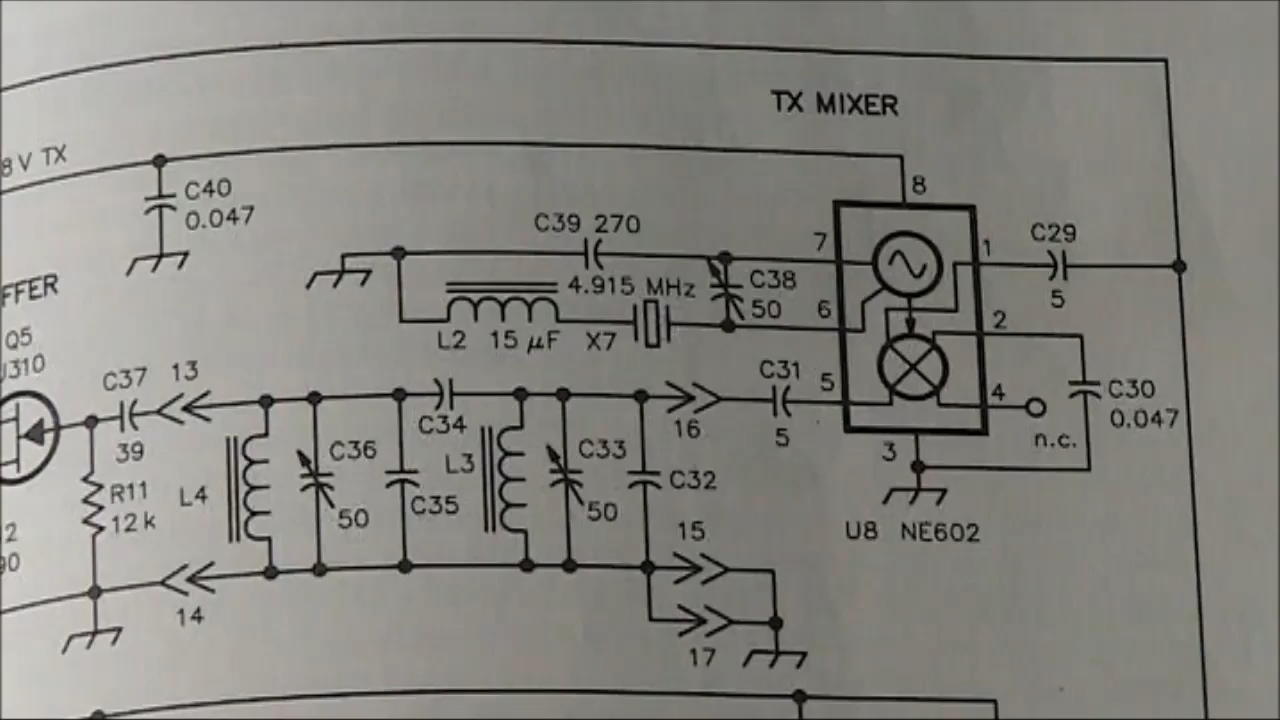 TX MIXER
8 V TX
8
C40
0.047
C39 270
7
1
C29
5
4.915 MHz
C38
50
6
2
L2 15 µF X7
FFER
Q5
J310
C37 13
39
C31
5
5
4
n.c.
C30
0.047
C34
16
3
L4
C36
50
C35
L3
C33
50
C32
R11
12 k
2
90
15
U8 NE602
14
17